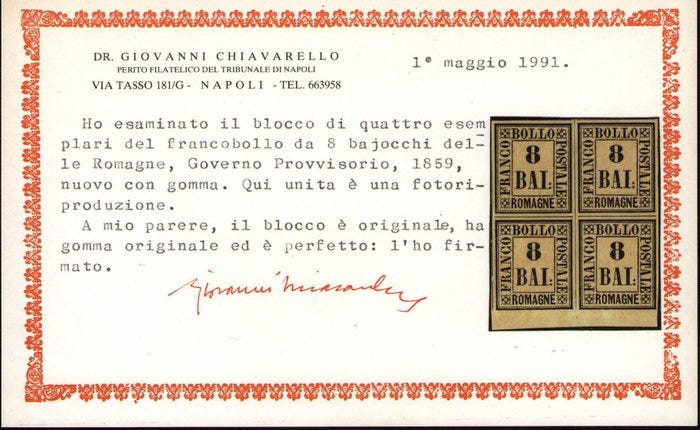 DR. GIOVANNI CHIAVARELLO
PERITO FILATELICO DEL TRIBUNALE DI NAPOLI
VIA TASSO 181/G - NAPOLI - TEL. 663958
1° maggio 1991.
Ho esaminato il blocco di quattro esem
plari del francobollo da 8 bajocchi del-
le Romagne, Governo Provvisorio, 1859,
nuovo con gomma. Qui unita è una fotori-
produzione.
A mio parere, il blocco è originale, ha
gomma originale ed è perfetto: l'ho fir-
mato.
FRANCO BOLLO POSTALE
8
BAI:
ROMAGNE
FRANCO BOLLO POSTALE
8
BAI:
ROMAGNE
FRANCO BOLLO POSTALE
8
BAI:
ROMAGNE
FRANCO BOLLO POSTALE
8
BAI:
ROMAGNE